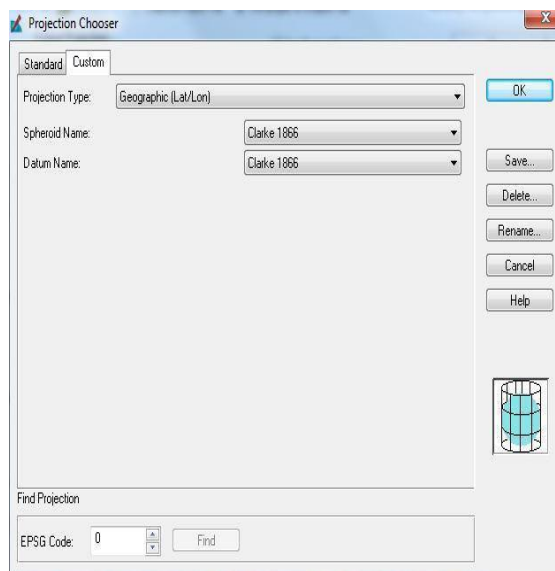 Projection Chooser
X
Standard Custom
Projection Type: Geographic (Lat/Lon)
OK
Spheroid Name: Clarke 1866
Datum Name: Clarke 1866
Save...
Delete...
Rename...
Cancel
Help
Find Projection
EPSG Code: 0 Find